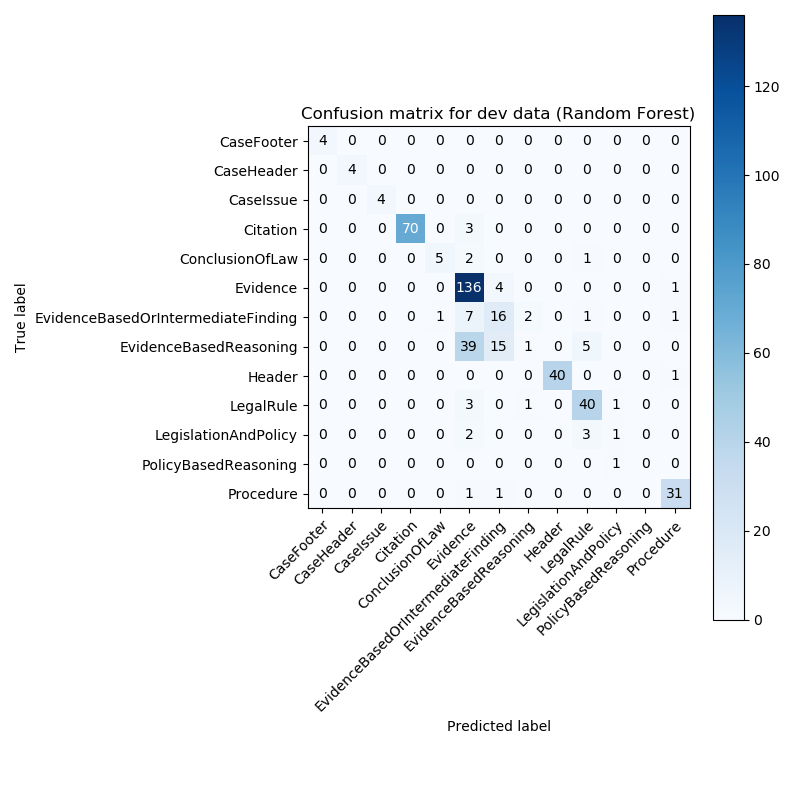 Confusion matrix for dev data (Random Forest)
CaseFooter 4 0 0 0 0 0 0 0 0 0 0 0 0
CaseHeader 0 4 0 0 0 0 0 0 0 0 0 0 0
CaseIssue 0 0 4 0 0 0 0 0 0 0 0 0 0
Citation 0 0 0 70 0 3 0 0 0 0 0 0 0
ConclusionOfLaw 0 0 0 0 5 2 0 0 0 1 0 0 0
Evidence 0 0 0 0 0 136 4 0 0 0 0 0 1
EvidenceBasedOrIntermediateFinding 0 0 0 0 1 7 16 2 0 1 0 0 1
EvidenceBasedReasoning 0 0 0 0 0 39 15 1 0 5 0 0 0
Header 0 0 0 0 0 0 0 0 40 0 0 0 1
LegalRule 0 0 0 0 0 3 0 1 0 40 1 0 0
LegislationAndPolicy 0 0 0 0 0 2 0 0 0 3 1 0 0
PolicyBasedReasoning 0 0 0 0 0 0 0 0 0 0 1 0 0
Procedure 0 0 0 0 0 1 1 0 0 0 0 0 31
True label
CaseFooter
CaseHeader
CaseIssue
Citation
ConclusionOfLaw
Evidence
EvidenceBasedOrIntermediateFinding
EvidenceBasedReasoning
Header
LegalRule
LegislationAndPolicy
PolicyBasedReasoning
Procedure
Predicted label
120
100
80
60
40
20
0